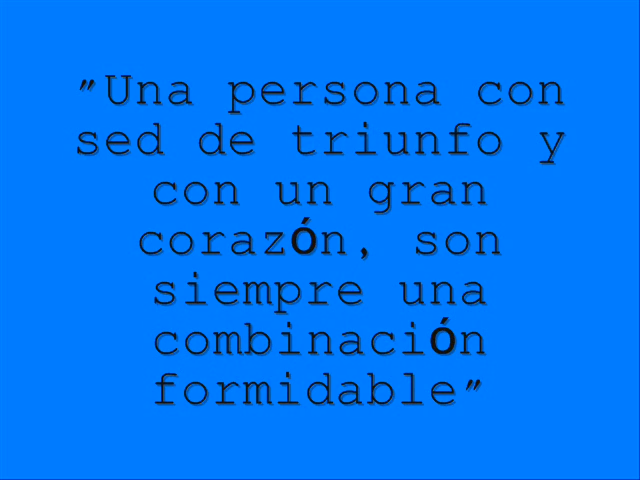 "Una persona con
sed de triunfo y
con un gran
corazón, son
siempre una
combinación
formidable"